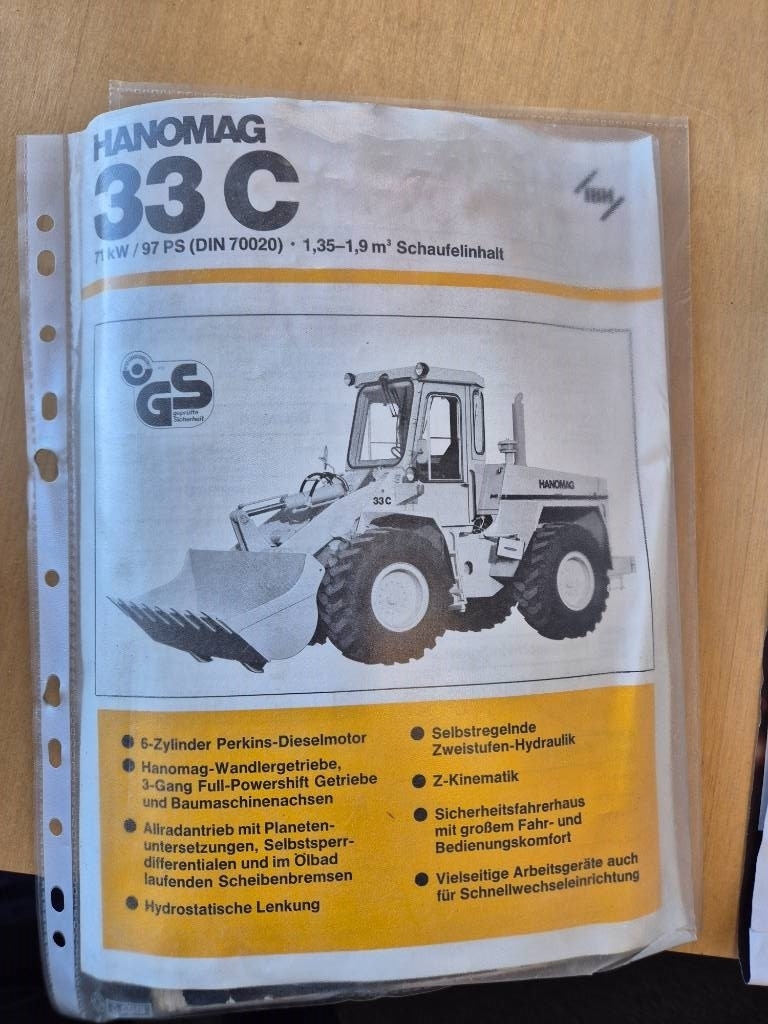 HANOMAG
33 C
71 kW / 97 PS (DIN 70020) · 1,35–1,9 m³ Schaufelinhalt
IBH
GS
geprüfte
Sicherheit
33 C
HANOMAG
● 6-Zylinder Perkins-Dieselmotor
● Hanomag-Wandlergetriebe,
3-Gang Full-Powershift Getriebe
und Baumaschinenachsen
● Allradantrieb mit Planeten-
untersetzungen, Selbstsperr-
differentialen und im Ölbad
laufenden Scheibenbremsen
● Hydrostatische Lenkung
● Selbstregelnde
Zweistufen-Hydraulik
● Z-Kinematik
● Sicherheitsfahrerhaus
mit großem Fahr- und
Bedienungskomfort
● Vielseitige Arbeitsgeräte auch
für Schnellwechseleinrichtung